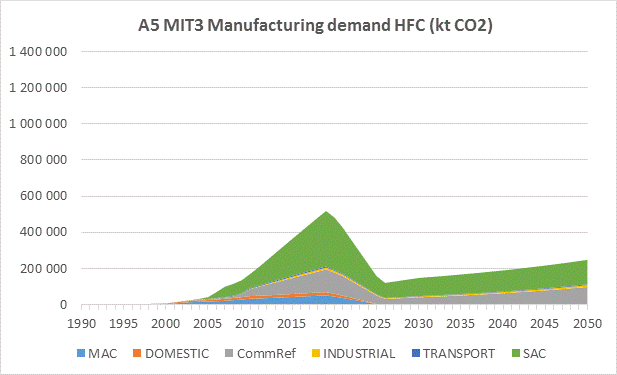 A5 MIT3 Manufacturing demand HFC (kt CO2)
1 400 000
1 200 000
1 000 000
800 000
600 000
400 000
200 000
0
1990 1995 2000 2005 2010 2015 2020 2025 2030 2035 2040 2045 2050
MAC DOMESTIC CommRef INDUSTRIAL TRANSPORT SAC